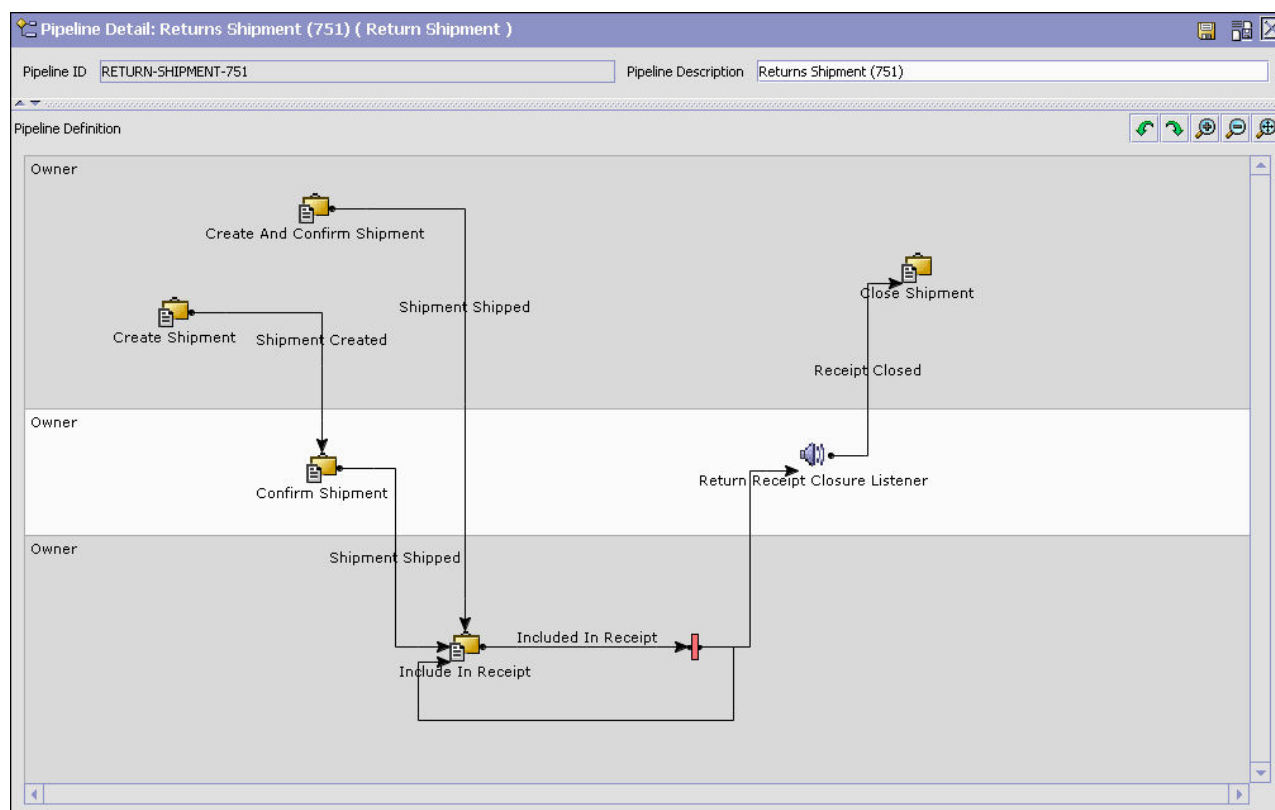 Pipeline Detail: Returns Shipment (751) ( Return Shipment )
Pipeline ID RETURN-SHIPMENT-751 Pipeline Description Returns Shipment (751)
Pipeline Definition
Owner
Create And Confirm Shipment
Close Shipment
Shipment Shipped
Create Shipment Shipment Created
Receipt Closed
Owner
Return Receipt Closure Listener
Confirm Shipment
Owner
Shipment Shipped
Included In Receipt
Include In Receipt